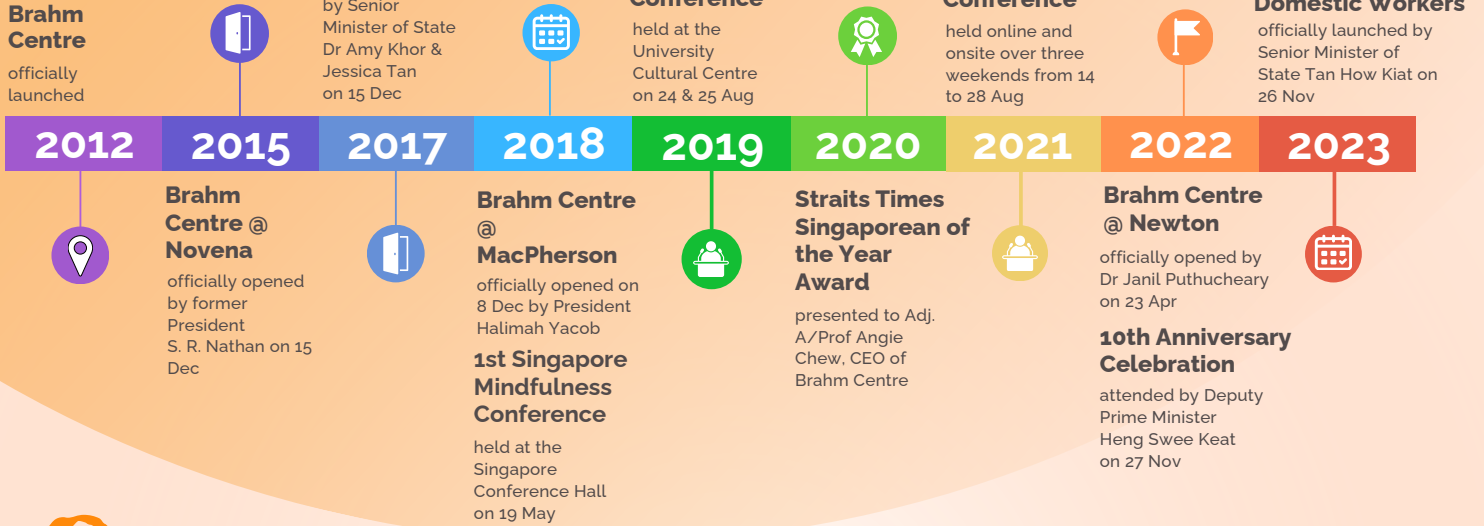 Brahm
Centre
officially
launched
by Senior
Minister of State
Dr Amy Khor &
Jessica Tan
on 15 Dec
Conference
held at the
University
Cultural Centre
on 24 & 25 Aug
Conference
held online and
onsite over three
weekends from 14
to 28 Aug
Domestic Workers
officially launched by
Senior Minister of
State Tan How Kiat on
26 Nov
2012
2015
2017
2018
2019
2020
2021
2022
2023
Brahm
Centre @
Novena
officially opened
by former
President
S. R. Nathan on 15
Dec
Brahm Centre
@
MacPherson
officially opened on
8 Dec by President
Halimah Yacob
1st Singapore
Mindfulness
Conference
held at the
Singapore
Conference Hall
on 19 May
Straits Times
Singaporean of
the Year
Award
presented to Adj.
A/Prof Angie
Chew, CEO of
Brahm Centre
Brahm Centre
@ Newton
officially opened by
Dr Janil Puthucheary
on 23 Apr
10th Anniversary
Celebration
attended by Deputy
Prime Minister
Heng Swee Keat
on 27 Nov